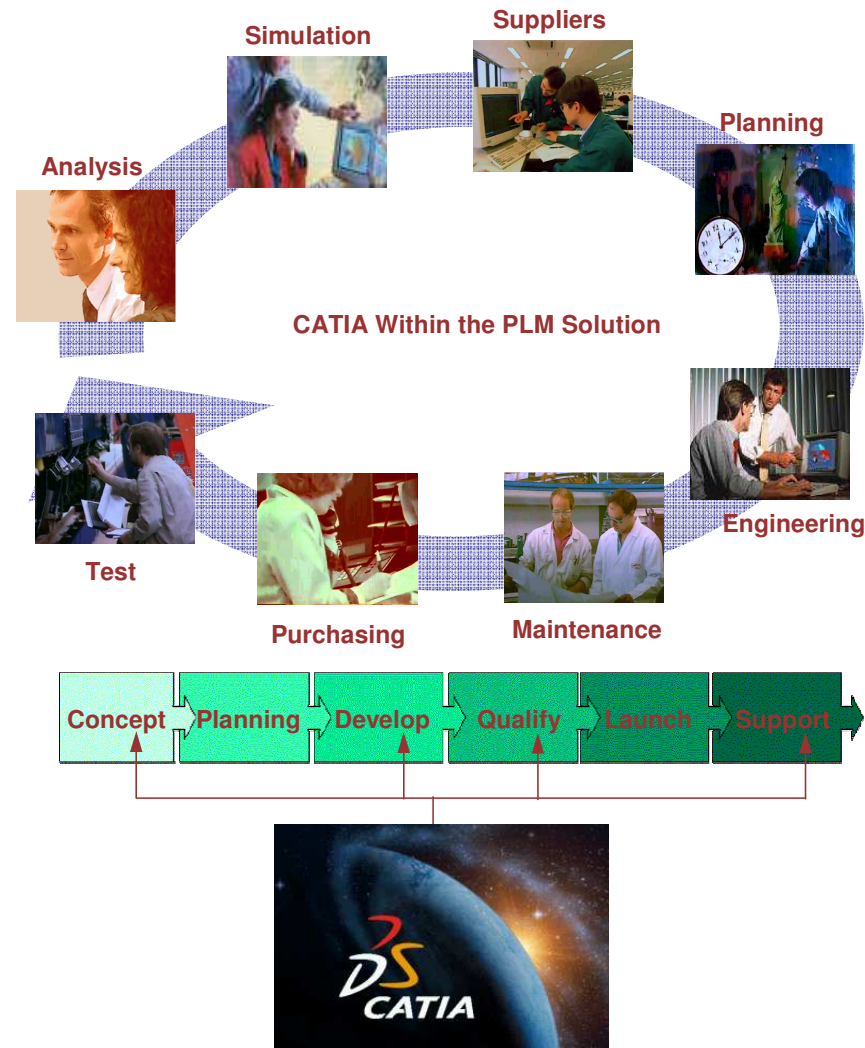 Simulation
Suppliers
Planning
Analysis
CATIA Within the PLM Solution
Engineering
Test
Purchasing
Maintenance
Concept
Planning
Develop
Qualify
Launch
Support
DS
CATIA